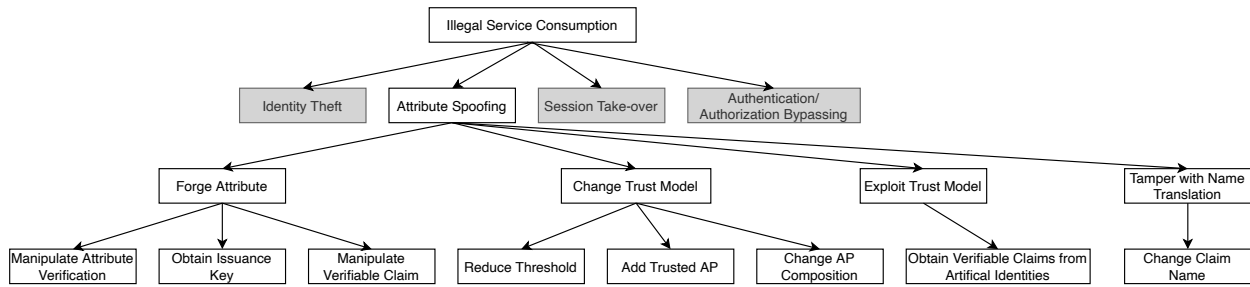 Illegal Service Consumption
Identity Theft
Attribute Spoofing
Session Take-over
Authentication/
Authorization Bypassing
Forge Attribute
Change Trust Model
Exploit Trust Model
Tamper with Name
Translation
Manipulate Attribute
Verification
Obtain Issuance
Key
Manipulate
Verifiable Claim
Reduce Threshold
Add Trusted AP
Change AP
Composition
Obtain Verifiable Claims from
Artifical Identities
Change Claim
Name